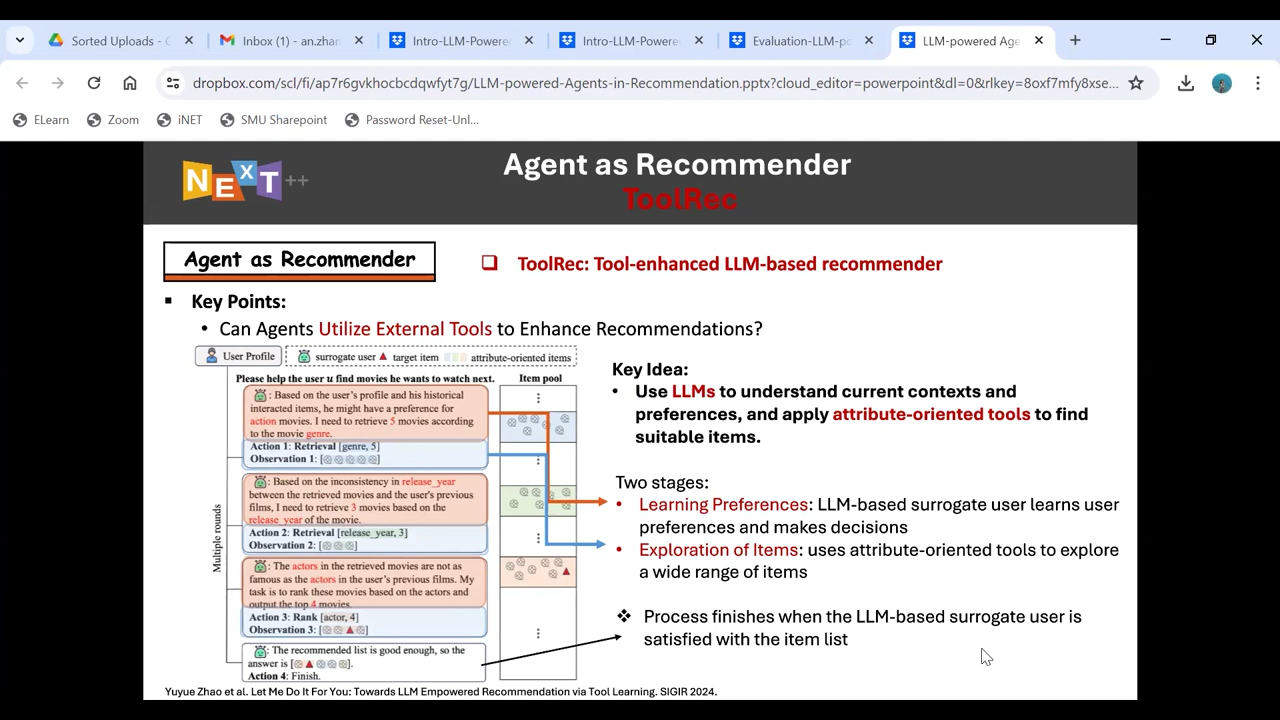 Sorted Uploads - G
Inbox (1) - an.zhan
Intro-LLM-Powere
Intro-LLM-Powere
Evaluation-LLM-po
LLM-powered Age
dropbox.com/scl/fi/ap7r6gvkhocbcdqwfyt7g/LLM-powered-Agents-in-Recommendation.pptx?cloud_editor=powerpoint&dl=0&rlkey=8oxf7mfy8xse...
ELearn
Zoom
iNET
SMU Sharepoint
Password Reset-Unl...
NExT++
Agent as Recommender
ToolRec
Agent as Recommender
❑ ToolRec: Tool-enhanced LLM-based recommender
▪ Key Points:
• Can Agents Utilize External Tools to Enhance Recommendations?
User Profile
surrogate user
target item
attribute-oriented items
Please help the user u find movies he wants to watch next.
Item pool
: Based on the user's profile and his historical
interacted items, he might have a preference for
action movies. I need to retrieve 5 movies according
to the movie genre.
Action 1: Retrieval [genre, 5]
Observation 1: [
]
: Based on the inconsistency in release_year
between the retrieved movies and the user's previous
films, I need to retrieve 3 movies based on the
release_year of the movie.
Action 2: Retrieval [release_year, 3]
Observation 2: [
]
: The actors in the retrieved movies are not as
famous as the actors in the user's previous films. My
task is to rank these movies based on the actors and
output the top 4 movies.
Action 3: Rank [actor, 4]
Observation 3: [
]
: The recommended list is good enough, so the
answer is [
].
Action 4: Finish.
Multiple rounds
Key Idea:
• Use LLMs to understand current contexts and
preferences, and apply attribute-oriented tools to find
suitable items.
Two stages:
• Learning Preferences: LLM-based surrogate user learns user
preferences and makes decisions
• Exploration of Items: uses attribute-oriented tools to explore
a wide range of items
❖ Process finishes when the LLM-based surrogate user is
satisfied with the item list
Yuyue Zhao et al. Let Me Do It For You: Towards LLM Empowered Recommendation via Tool Learning. SIGIR 2024.